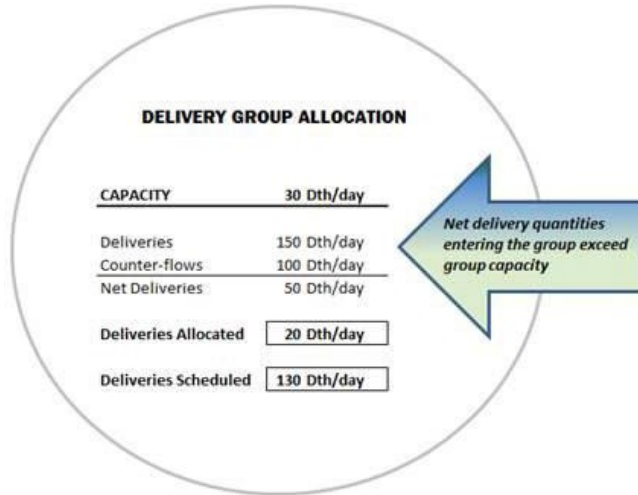 DELIVERY GROUP ALLOCATION
CAPACITY 30 Dth/day
Deliveries 150 Dth/day
Counter-flows 100 Dth/day
Net Deliveries 50 Dth/day
Deliveries Allocated 20 Dth/day
Deliveries Scheduled 130 Dth/day
Net delivery quantities
entering the group exceed
group capacity